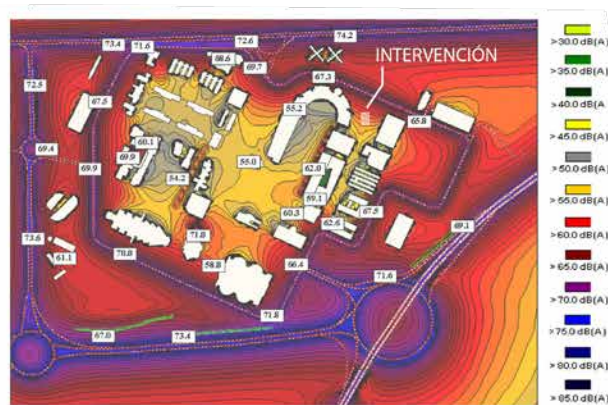 74.2
73.4
71.6
72.6
68.6
69.7
INTERVENCIÓN
72.5
67.5
67.3
55.2
65.8
69.4
60.1
69.9
69.9
55.0
54.2
62.0
59.1
67.5
60.3
62.6
69.1
73.6
61.1
70.0
71.0
58.8
66.4
71.6
71.8
67.0
73.4
>30.0 dB(A)
>35.0 dB(A)
>40.0 dB(A)
>45.0 dB(A)
>50.0 dB(A)
>55.0 dB(A)
>60.0 dB(A)
>65.0 dB(A)
>70.0 dB(A)
>75.0 dB(A)
>80.0 dB(A)
>85.0 dB(A)